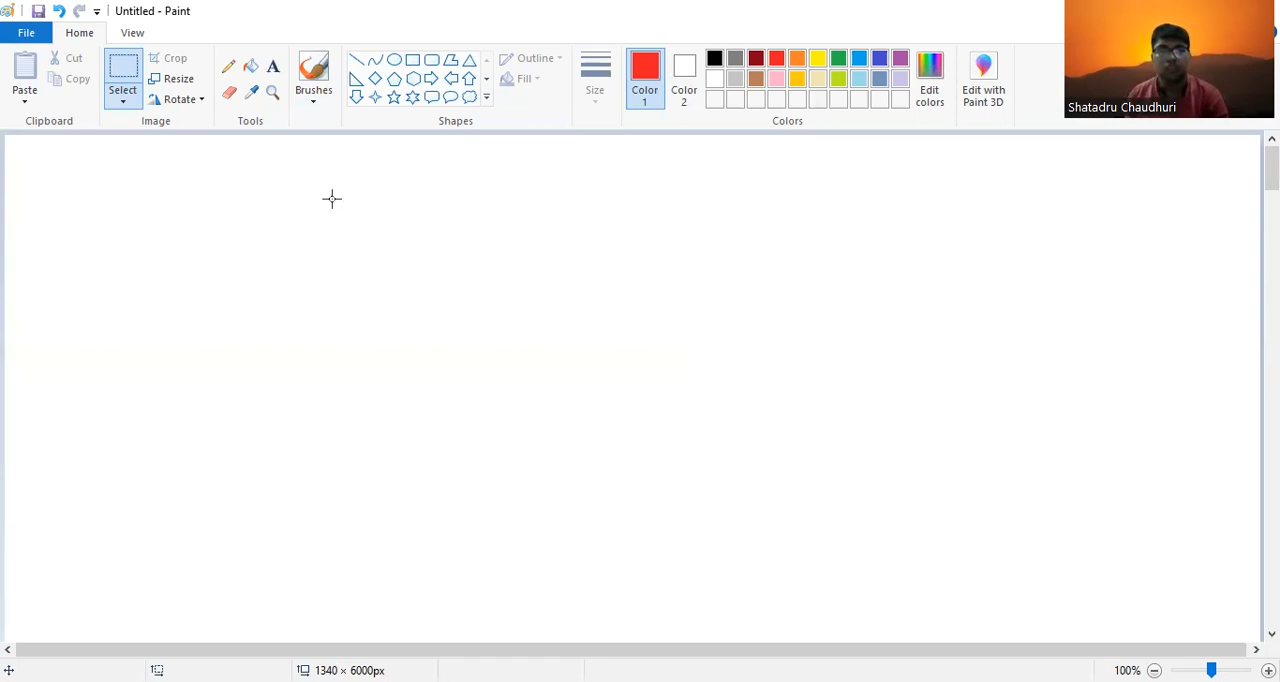 Untitled - Paint
File Home View
Paste
Cut
Copy
Clipboard
Select
Crop
Resize
Rotate
Image
A
Tools
Brushes
Shapes
Outline
Fill
Size
Color 1
Color 2
Colors
Edit colors
Edit with Paint 3D
Shatadru Chaudhuri
1340 × 6000px
100%